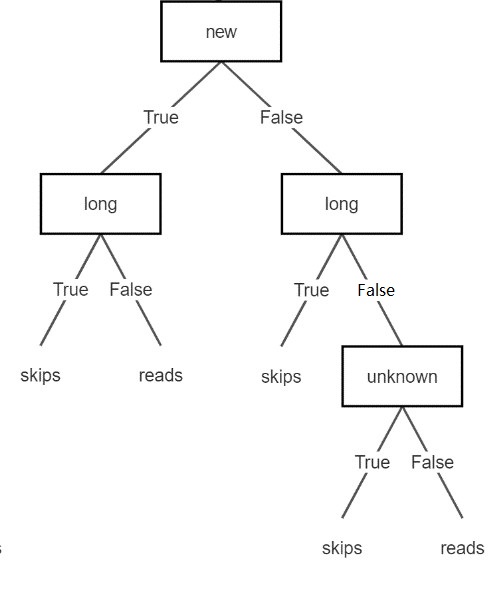 new
True False
long long
True False True False
skips reads skips unknown
True False
skips reads